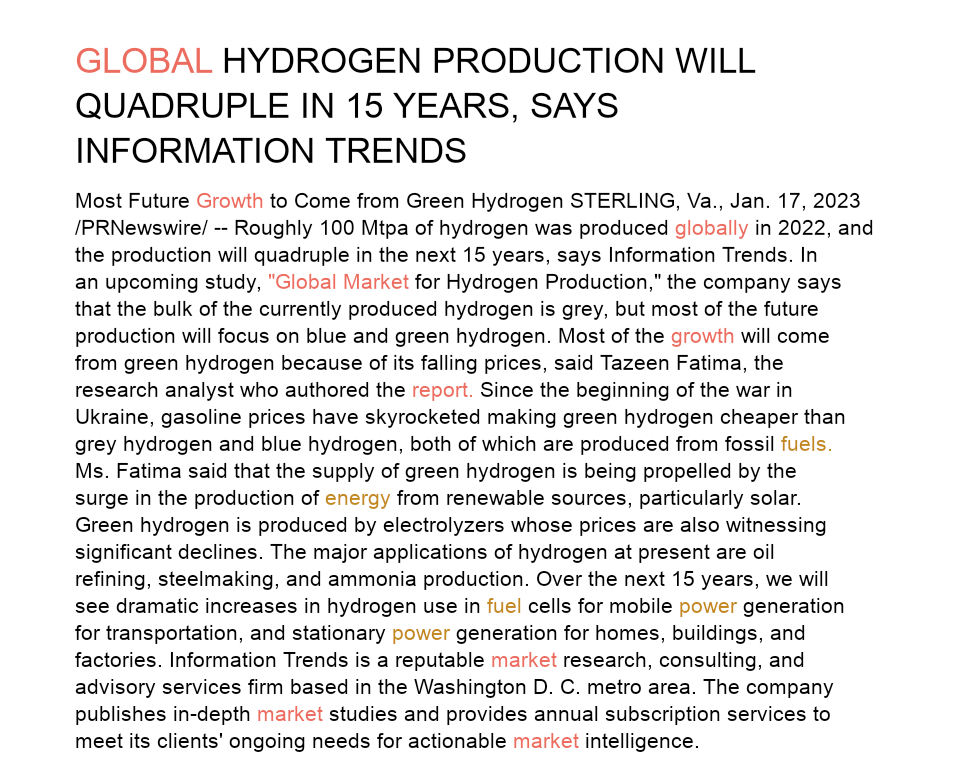 GLOBAL HYDROGEN PRODUCTION WILL
QUADRUPLE IN 15 YEARS, SAYS
INFORMATION TRENDS
Most Future Growth to Come from Green Hydrogen STERLING, Va., Jan. 17, 2023
/PRNewswire/ -- Roughly 100 Mtpa of hydrogen was produced globally in 2022, and
the production will quadruple in the next 15 years, says Information Trends. In
an upcoming study, "Global Market for Hydrogen Production," the company says
that the bulk of the currently produced hydrogen is grey, but most of the future
production will focus on blue and green hydrogen. Most of the growth will come
from green hydrogen because of its falling prices, said Tazeen Fatima, the
research analyst who authored the report. Since the beginning of the war in
Ukraine, gasoline prices have skyrocketed making green hydrogen cheaper than
grey hydrogen and blue hydrogen, both of which are produced from fossil fuels.
Ms. Fatima said that the supply of green hydrogen is being propelled by the
surge in the production of energy from renewable sources, particularly solar.
Green hydrogen is produced by electrolyzers whose prices are also witnessing
significant declines. The major applications of hydrogen at present are oil
refining, steelmaking, and ammonia production. Over the next 15 years, we will
see dramatic increases in hydrogen use in fuel cells for mobile power generation
for transportation, and stationary power generation for homes, buildings, and
factories. Information Trends is a reputable market research, consulting, and
advisory services firm based in the Washington D. C. metro area. The company
publishes in-depth market studies and provides annual subscription services to
meet its clients' ongoing needs for actionable market intelligence.